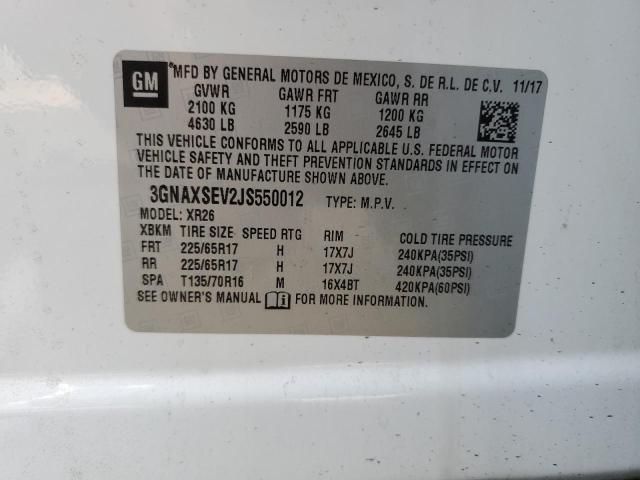 GM
®MFD BY GENERAL MOTORS DE MEXICO, S. DE R.L. DE C.V. 11/17
GVWR GAWR FRT GAWR RR
2100 KG 1175 KG 1200 KG
4630 LB 2590 LB 2645 LB
THIS VEHICLE CONFORMS TO ALL APPLICABLE U.S. FEDERAL MOTOR
VEHICLE SAFETY AND THEFT PREVENTION STANDARDS IN EFFECT ON
THE DATE OF MANUFACTURE SHOWN ABOVE.
3GNAXSEV2JS550012 TYPE: M.P.V.
MODEL: XR26
XBKM TIRE SIZE SPEED RTG RIM COLD TIRE PRESSURE
FRT 225/65R17 H 17X7J 240KPA(35PSI)
RR 225/65R17 H 17X7J 240KPA(35PSI)
SPA T135/70R16 M 16X4BT 420KPA(60PSI)
SEE OWNER'S MANUAL i FOR MORE INFORMATION.